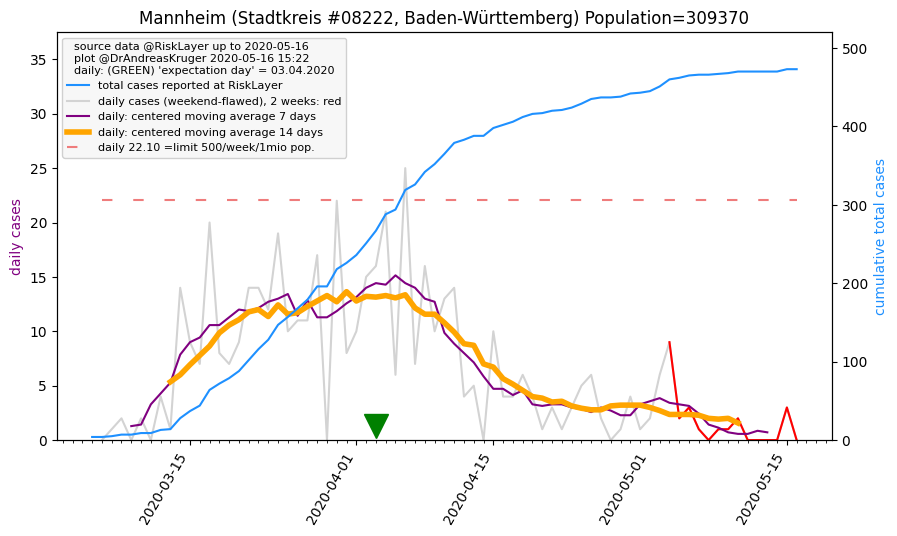 Mannheim (Stadtkreis #08222, Baden-Württemberg) Population=309370
source data @RiskLayer up to 2020-05-16
plot @DrAndreasKruger 2020-05-16 15:22
daily: (GREEN) 'expectation day' = 03.04.2020
total cases reported at RiskLayer
daily cases (weekend-flawed), 2 weeks: red
daily: centered moving average 7 days
daily: centered moving average 14 days
daily 22.10 =limit 500/week/1mio pop.
daily cases
35
30
25
20
15
10
5
0
cumulative total cases
500
400
300
200
100
0
2020-03-15
2020-04-01
2020-04-15
2020-05-01
2020-05-15